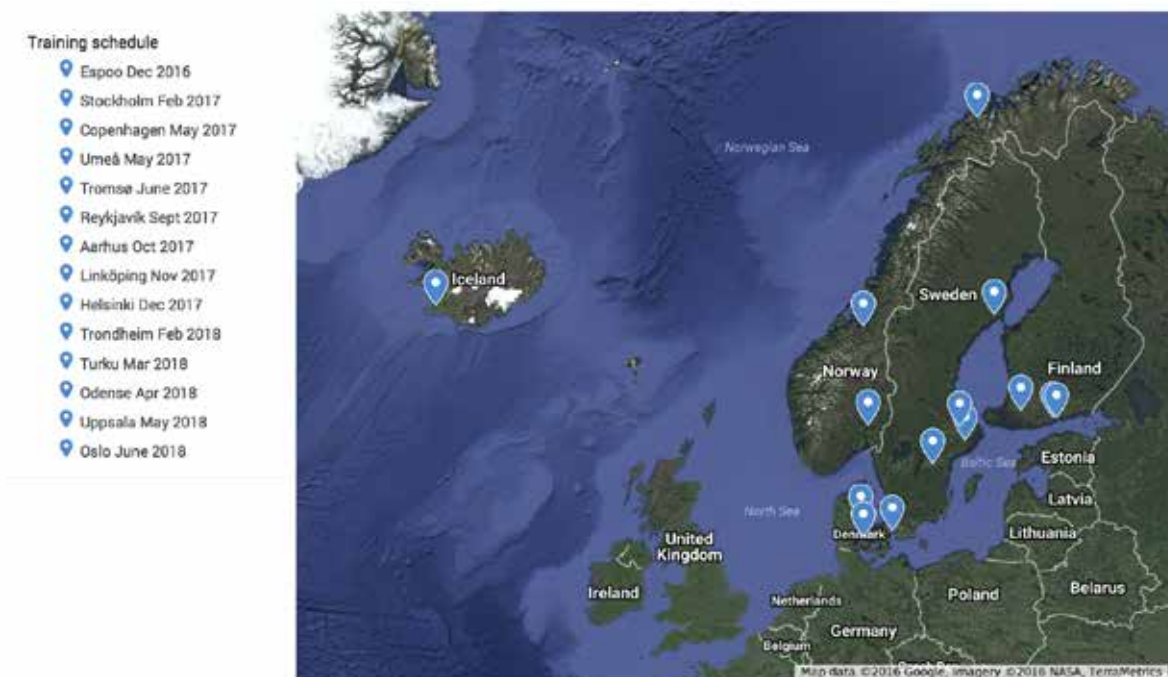 Training schedule
Espoo Dec 2016
Stockholm Feb 2017
Copenhagen May 2017
Umeå May 2017
Tromsø June 2017
Reykjavík Sept 2017
Aarhus Oct 2017
Linköping Nov 2017
Helsinki Dec 2017
Trondheim Feb 2018
Turku Mar 2018
Odense Apr 2018
Uppsala May 2018
Oslo June 2018
Norwegian Sea
Iceland
Sweden
Norway
Finland
Baltic Sea
Estonia
North Sea
Latvia
Denmark
Lithuania
United
Kingdom
Ireland
Netherlands
Poland
Belarus
Belgium
Germany
Map data ©2016 Google, Imagery ©2016 NASA, TerraMetrics